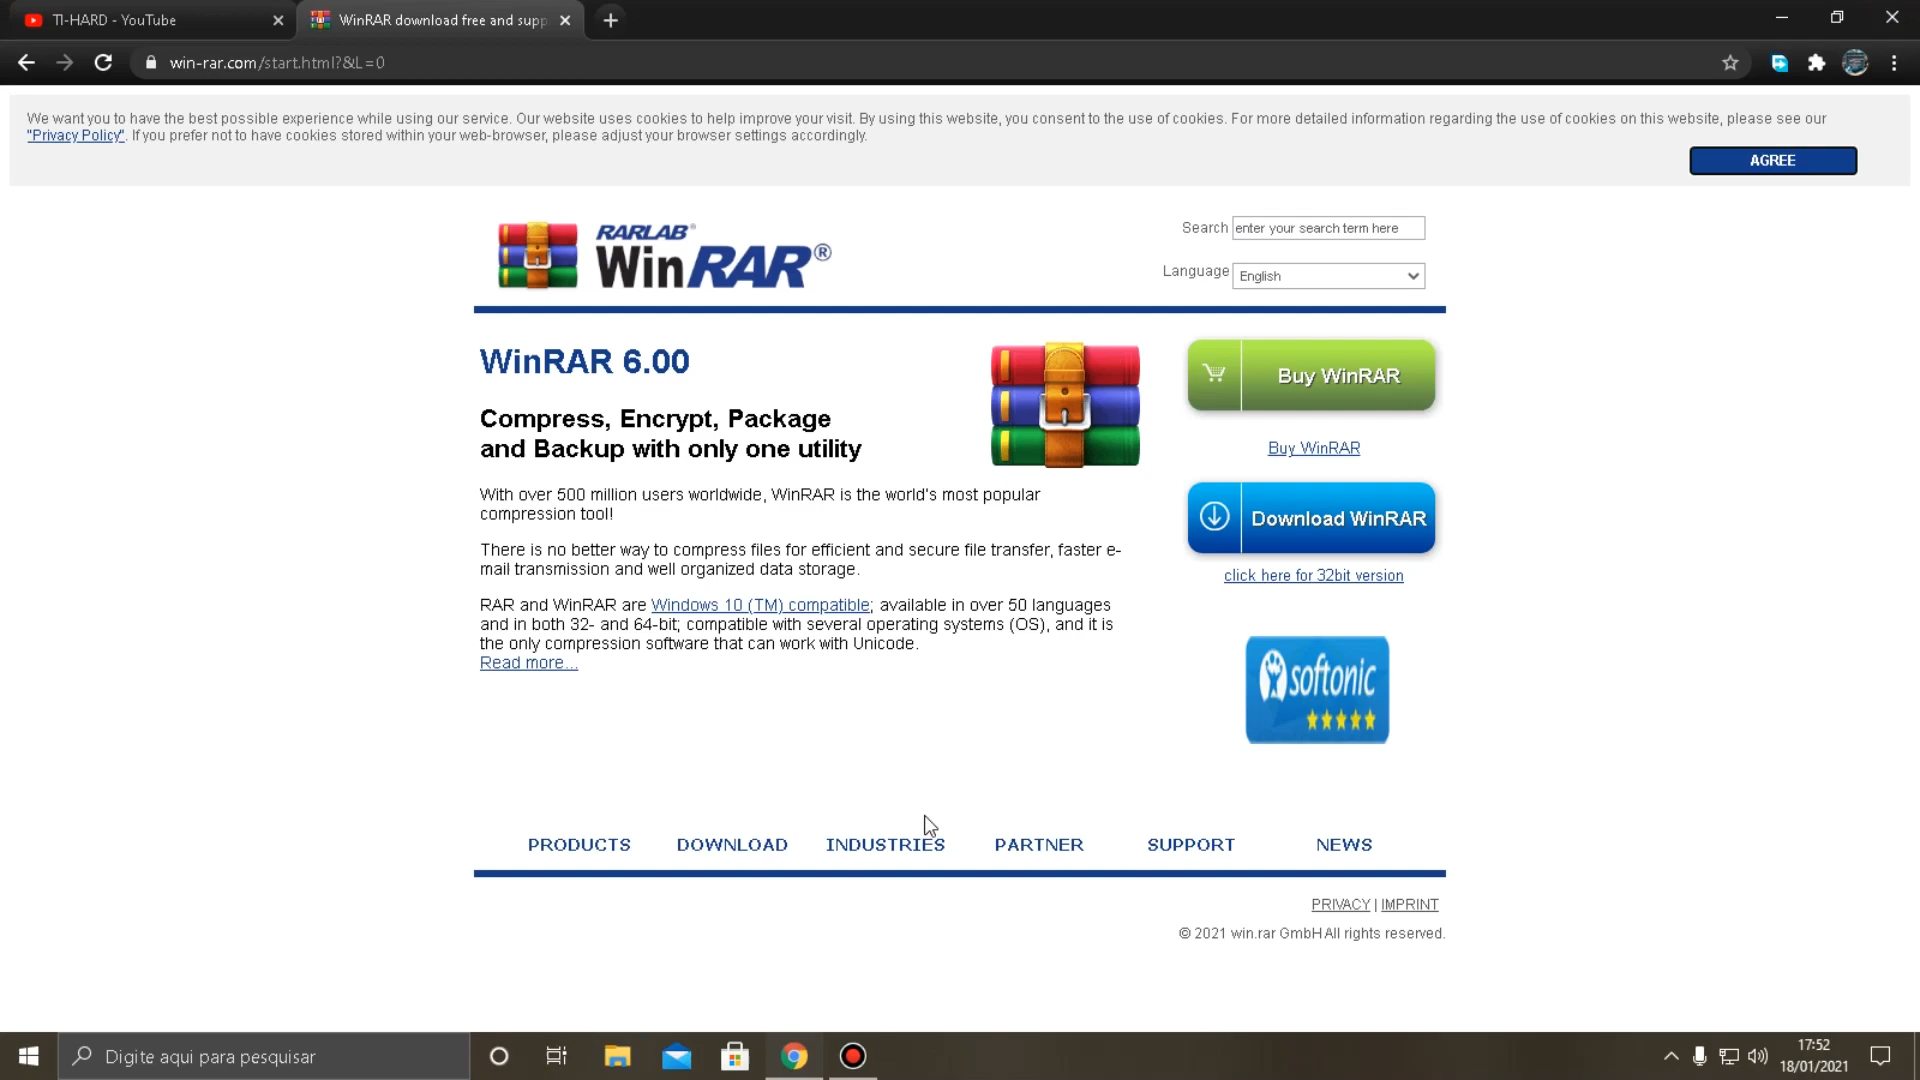 TI-HARD - YouTube
WinRAR download free and supp
win-rar.com/start.html?&L=0
We want you to have the best possible experience while using our service. Our website uses cookies to help improve your visit. By using this website, you consent to the use of cookies. For more detailed information regarding the use of cookies on this website, please see our
"Privacy Policy". If you prefer not to have cookies stored within your web-browser, please adjust your browser settings accordingly.
AGREE
RARLAB®
WinRAR®
Search enter your search term here
Language English
WinRAR 6.00
Compress, Encrypt, Package
and Backup with only one utility
With over 500 million users worldwide, WinRAR is the world's most popular
compression tool!
There is no better way to compress files for efficient and secure file transfer, faster e-
mail transmission and well organized data storage.
RAR and WinRAR are Windows 10 (TM) compatible; available in over 50 languages
and in both 32- and 64-bit; compatible with several operating systems (OS), and it is
the only compression software that can work with Unicode.
Read more...
Buy WinRAR
Buy WinRAR
Download WinRAR
click here for 32bit version
softonic
PRODUCTS DOWNLOAD INDUSTRIES PARTNER SUPPORT NEWS
PRIVACY | IMPRINT
© 2021 win.rar GmbH All rights reserved.
Digite aqui para pesquisar
17:52
18/01/2021